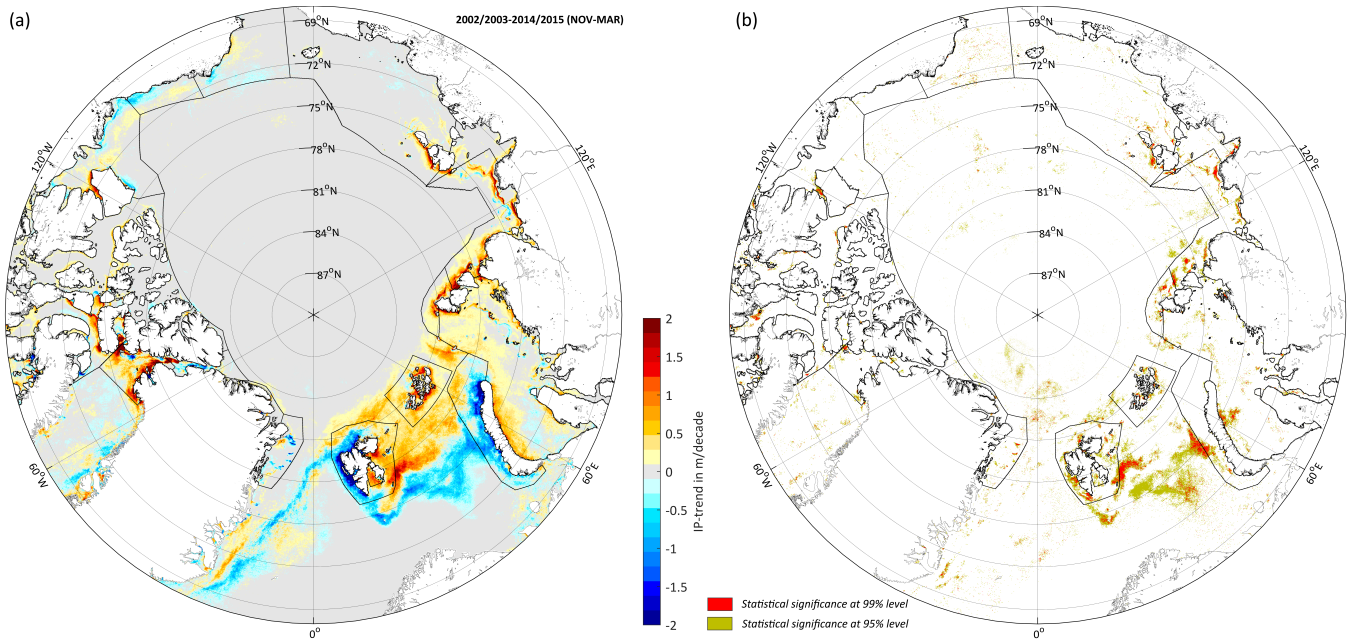 (a)
2002/2003-2014/2015 (NOV-MAR)
69°N
72°N
75°N
78°N
81°N
84°N
87°N
120°W
120°E
60°W
60°E
0°
2
1.5
1
0.5
0
-0.5
-1
-1.5
-2
IP-trend in m/decade
(b)
69°N
72°N
75°N
78°N
81°N
84°N
87°N
120°W
120°E
60°W
60°E
0°
Statistical significance at 99% level
Statistical significance at 95% level